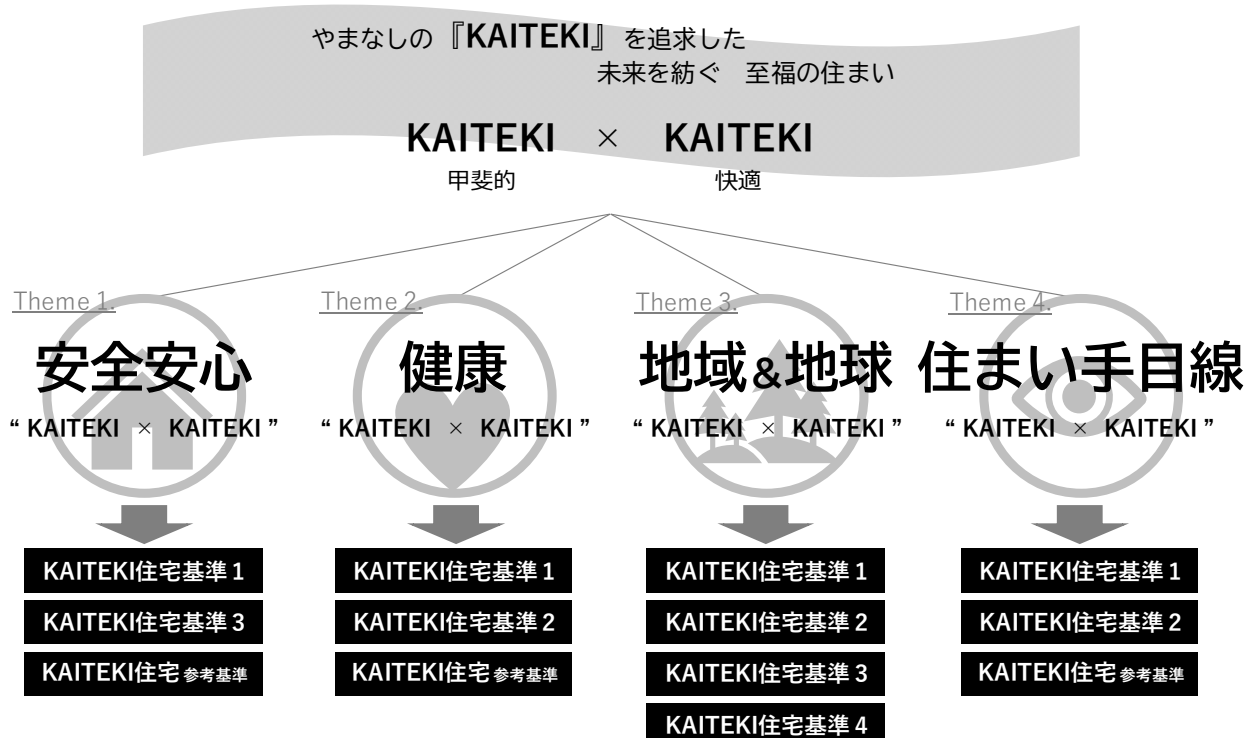 やまなしの『KAITEKI』を追求した
未来を紡ぐ 至福の住まい
KAITEKI × KAITEKI
甲斐的 快適
Theme 1.
安全安心
“ KAITEKI × KAITEKI ”
KAITEKI住宅基準 1
KAITEKI住宅基準 3
KAITEKI住宅 参考基準
Theme 2.
健康
“ KAITEKI × KAITEKI ”
KAITEKI住宅基準 1
KAITEKI住宅基準 2
KAITEKI住宅 参考基準
Theme 3.
地域&地球
“ KAITEKI × KAITEKI ”
KAITEKI住宅基準 1
KAITEKI住宅基準 2
KAITEKI住宅基準 3
KAITEKI住宅基準 4
Theme 4.
住まい手目線
“ KAITEKI × KAITEKI ”
KAITEKI住宅基準 1
KAITEKI住宅基準 2
KAITEKI住宅 参考基準